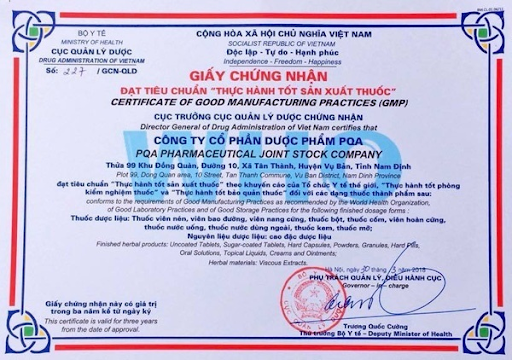 BỘ Y TẾ
MINISTRY OF HEALTH
CỤC QUẢN LÝ DƯỢC
DRUG ADMINISTRATION OF VIETNAM
Số: 227 / GCN-QLD
CỘNG HÒA XÃ HỘI CHỦ NGHĨA VIỆT NAM
SOCIALIST REPUBLIC OF VIETNAM
Độc lập - Tự do - Hạnh phúc
Independence - Freedom - Happiness
GIẤY CHỨNG NHẬN
ĐẠT TIÊU CHUẨN "THỰC HÀNH TỐT SẢN XUẤT THUỐC"
CERTIFICATE OF GOOD MANUFACTURING PRACTICES (GMP)
CỤC TRƯỞNG CỤC QUẢN LÝ DƯỢC CHỨNG NHẬN
Director General of Drug Administration of Viet Nam certifies that
CÔNG TY CỔ PHẦN DƯỢC PHẨM PQA
PQA PHARMACEUTICAL JOINT STOCK COMPANY
Thửa 99 Khu Đồng Quán, Đường 10, Xã Tân Thành, Huyện Vụ Bản, Tỉnh Nam Định
Plot 99, Dong Quan area, 10 Street, Tan Thanh Commune, Vu Ban District, Nam Dinh Province
đạt tiêu chuẩn "Thực hành tốt sản xuất thuốc" theo khuyến cáo của Tổ chức Y tế thế giới, "Thực hành tốt phòng
kiểm nghiệm thuốc" và "Thực hành tốt bảo quản thuốc" đối với các dạng thuốc thành phẩm sau:
conforms to the requirements of Good Manufacturing Practices as recommended by the World Health Organization,
of Good Laboratory Practices and of Good Storage Practices for the following finished dosage forms :
Thuốc dược liệu: Thuốc viên nén, viên bao đường, viên nang cứng, thuốc bột, thuốc cốm, viên hoàn cứng,
thuốc nước uống, thuốc nước dùng ngoài, thuốc kem, thuốc mỡ;
Nguyên liệu dược liệu: cao đặc dược liệu
Finished herbal products: Uncoated Tablets, Sugar-coated Tablets, Hard Capsules, Powders, Granules, Hard Pills,
Oral Solutions, Topical Liquids, Creams and Ointments;
Herbal materials: Viscous Extracts.
Hà Nội, ngày 30 tháng 3 năm 2018
PHỤ TRÁCH QUẢN LÝ, ĐIỀU HÀNH CỤC
Governor – in – charge
Giấy chứng nhận này có giá trị
trong ba năm kể từ ngày ký
This certificate is valid for three years
from the date of approval.
Trương Quốc Cường
Thứ trưởng Bộ Y tế - Deputy Minister of Health